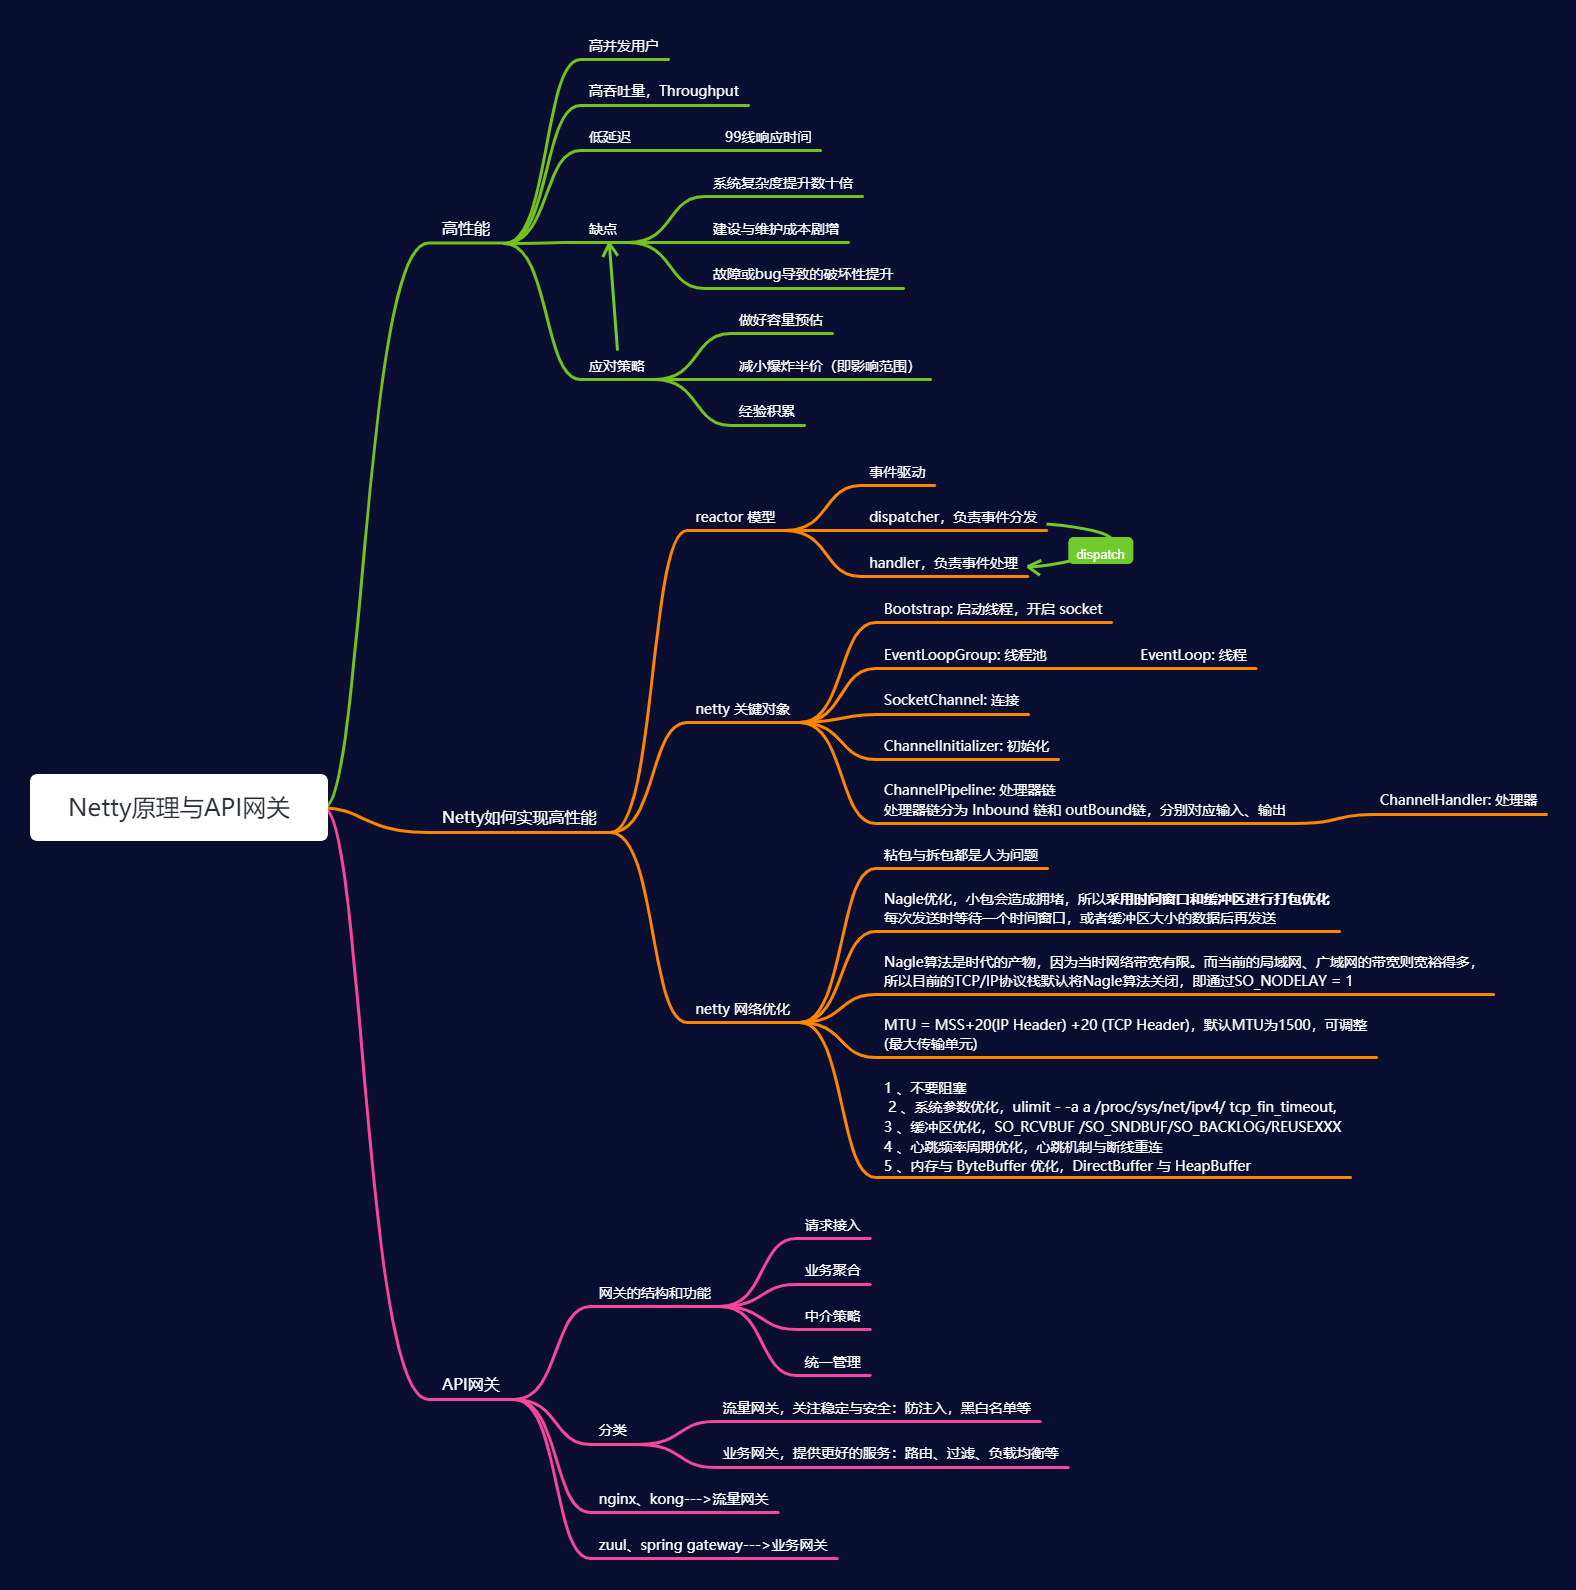 Netty原理与API网关
高性能
高并发用户
高吞吐量，Throughput
低延迟
99线响应时间
缺点
系统复杂度提升数十倍
建设与维护成本剧增
故障或bug导致的破坏性提升
应对策略
做好容量预估
减小爆炸半价（即影响范围）
经验积累
Netty如何实现高性能
reactor 模型
事件驱动
dispatcher，负责事件分发
dispatch
handler，负责事件处理
netty 关键对象
Bootstrap: 启动线程，开启 socket
EventLoopGroup: 线程池
EventLoop: 线程
SocketChannel: 连接
ChannelInitializer: 初始化
ChannelPipeline: 处理器链
处理器链分为 Inbound 链和 outBound链，分别对应输入、输出
ChannelHandler: 处理器
netty 网络优化
粘包与拆包都是人为问题
Nagle优化，小包会造成拥堵，所以采用时间窗口和缓冲区进行打包优化
每次发送时等待一个时间窗口，或者缓冲区大小的数据后再发送
Nagle算法是时代的产物，因为当时网络带宽有限。而当前的局域网、广域网的带宽则宽裕得多，
所以目前的TCP/IP协议栈默认将Nagle算法关闭，即通过SO_NODELAY = 1
MTU = MSS+20(IP Header) +20 (TCP Header)，默认MTU为1500，可调整
(最大传输单元)
1 、不要阻塞
2 、系统参数优化，ulimit - -a a /proc/sys/net/ipv4/ tcp_fin_timeout,
3 、缓冲区优化，SO_RCVBUF /SO_SNDBUF/SO_BACKLOG/REUSEXXX
4 、心跳频率周期优化，心跳机制与断线重连
5 、内存与 ByteBuffer 优化，DirectBuffer 与 HeapBuffer
API网关
网关的结构和功能
请求接入
业务聚合
中介策略
统一管理
分类
流量网关，关注稳定与安全：防注入，黑白名单等
业务网关，提供更好的服务：路由、过滤、负载均衡等
nginx、kong--->流量网关
zuul、spring gateway--->业务网关